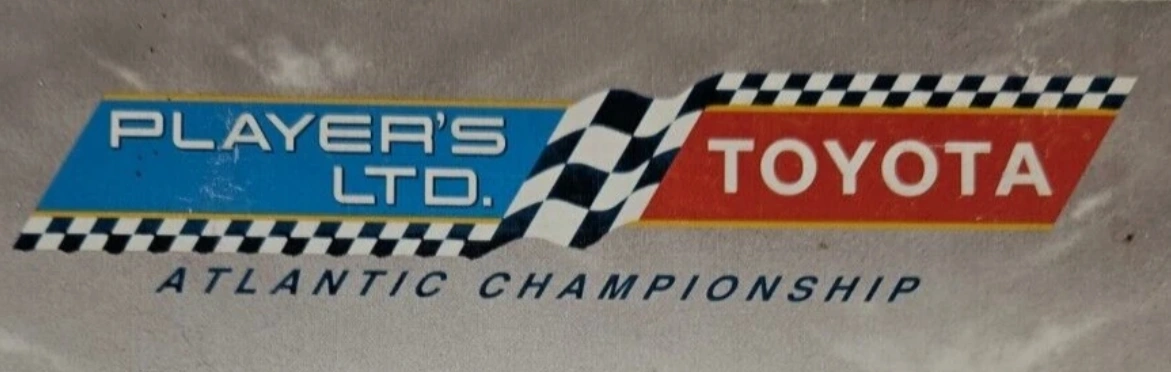 PLAYER'S
LTD.
TOYOTA
ATLANTIC CHAMPIONSHIP